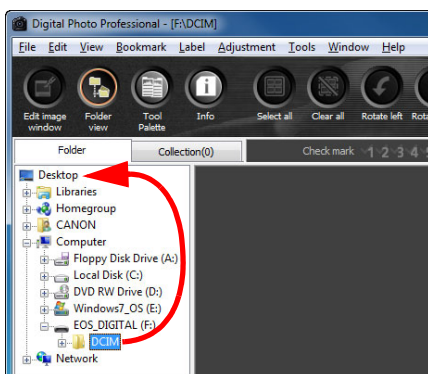 Digital Photo Professional - [F:\DCIM]
File Edit View Bookmark Label Adjustment Tools Window Help
Edit image window
Folder view
Tool Palette
Info
Select all
Clear all
Rotate left
Folder
Collection(0)
Check mark 1 2 3 4
Desktop
Libraries
Homegroup
CANON
Computer
Floppy Disk Drive (A:)
Local Disk (C:)
DVD RW Drive (D:)
Windows7_OS (E:)
EOS_DIGITAL (F:)
DCIM
Network